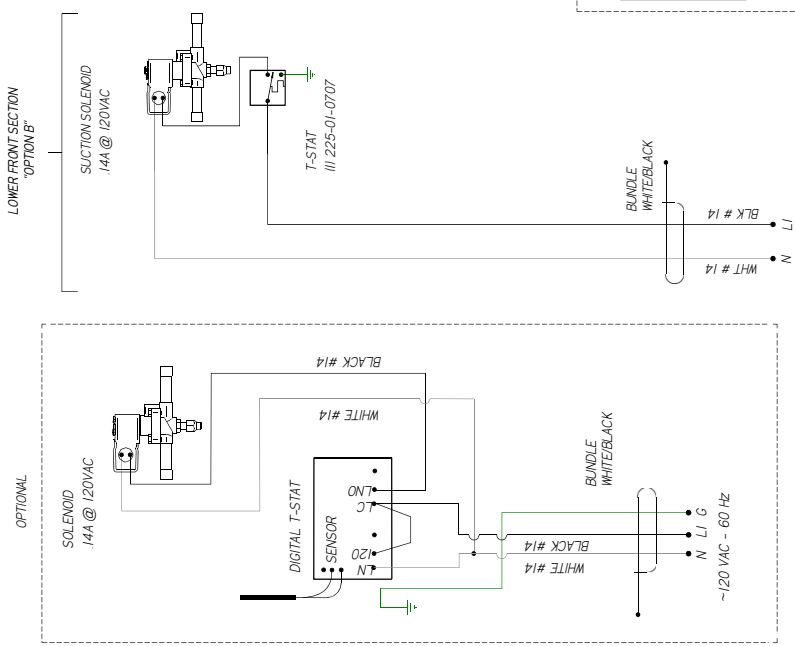 LOWER FRONT SECTION
"OPTION B"
SUCTION SOLENOID
.14A @ 120VAC
T-STAT
III 225-01-0707
BUNDLE
WHITE/BLACK
BLK # 14
L1
WHT # 14
N
OPTIONAL
SOLENOID
.14A @ 120VAC
BLACK #14
WHITE #14
DIGITAL T-STAT
SENSOR
LNO
LC
120
LN
BUNDLE
WHITE/BLACK
BLACK #14
WHITE #14
G
L1
N
~120 VAC - 60 Hz